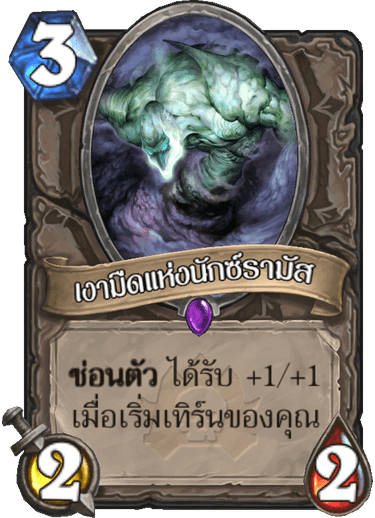 3
เงามืดแห่งนักซ์รามัส
ซ่อนตัว ได้รับ +1/+1
เมื่อเริ่มเทิร์นของคุณ
2
2